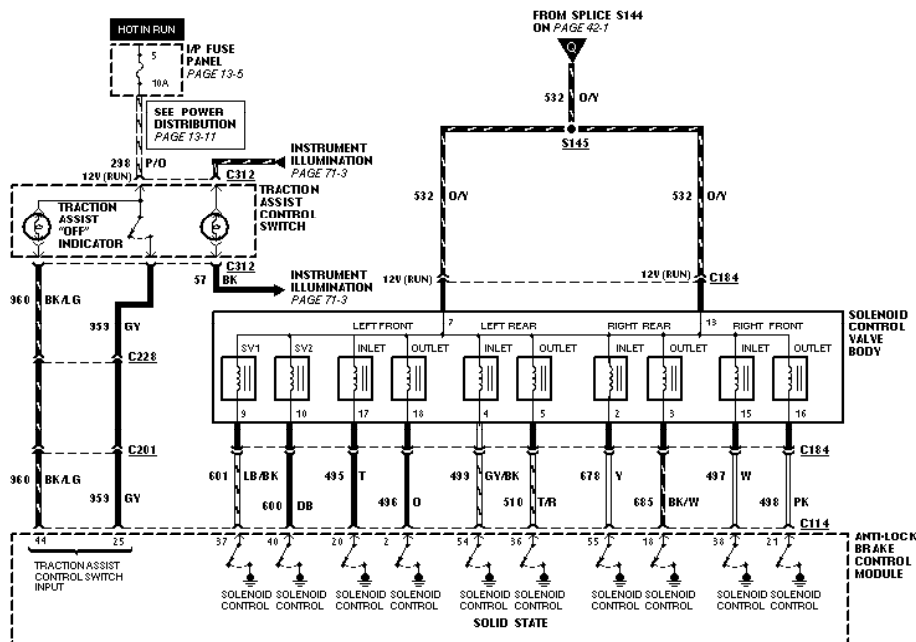 FROM SPLICE S144
ON PAGE 42-1
HOT IN RUN
Q
I/P FUSE
PANEL
PAGE 13-5
5
10A
532 O/Y
SEE POWER
DISTRIBUTION
PAGE 13-11
S145
INSTRUMENT
ILLUMINATION
PAGE 71-3
298 P/O
12V (RUN)
C312
TRACTION
ASSIST
CONTROL
SWITCH
TRACTION
ASSIST
"OFF"
INDICATOR
532 O/Y
532 O/Y
C312
57 BK
INSTRUMENT
ILLUMINATION
PAGE 71-3
12V (RUN)
12V (RUN)
C184
960 BK/LG
959 GY
SOLENOID
CONTROL
VALVE
BODY
LEFT FRONT
7
LEFT REAR
RIGHT REAR
13
RIGHT FRONT
SV1
SV2
INLET
OUTLET
INLET
OUTLET
INLET
OUTLET
INLET
OUTLET
C228
9 10 17 18 4 5 2 3 15 16
C201
C184
960 BK/LG
959 GY
601 LB/BK
600 DB
495 T
496 O
499 GY/BK
510 T/R
678 Y
685 BK/W
497 W
498 PK
C114
44 25 37 40 20 2 54 36 55 18 38 21
ANTI-LOCK
BRAKE
CONTROL
MODULE
TRACTION ASSIST
CONTROL SWITCH
INPUT
SOLENOID
CONTROL
SOLENOID
CONTROL
SOLENOID
CONTROL
SOLENOID
CONTROL
SOLENOID
CONTROL
SOLENOID
CONTROL
SOLENOID
CONTROL
SOLENOID
CONTROL
SOLENOID
CONTROL
SOLENOID
CONTROL
SOLID STATE